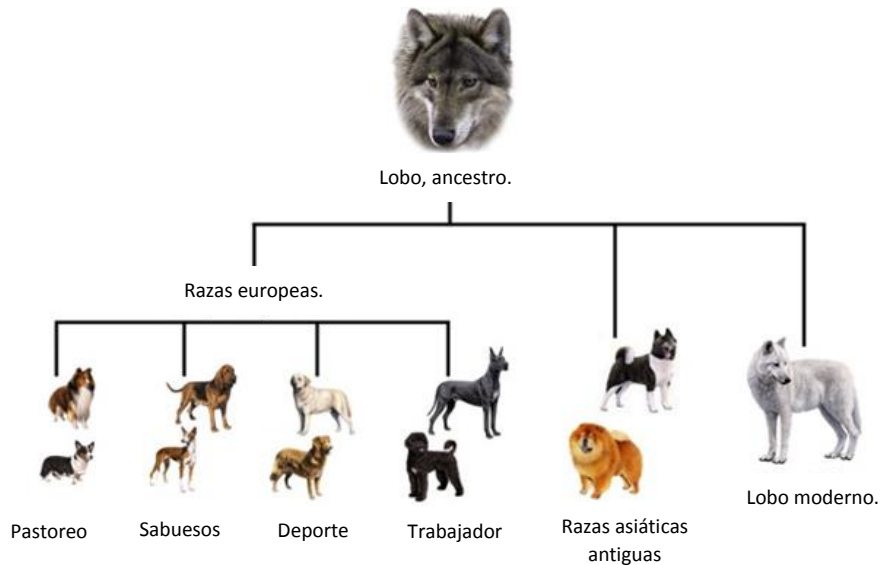 Lobo, ancestro.
Razas europeas.
Pastoreo
Sabuesos
Deporte
Trabajador
Razas asiáticas
antiguas
Lobo moderno.